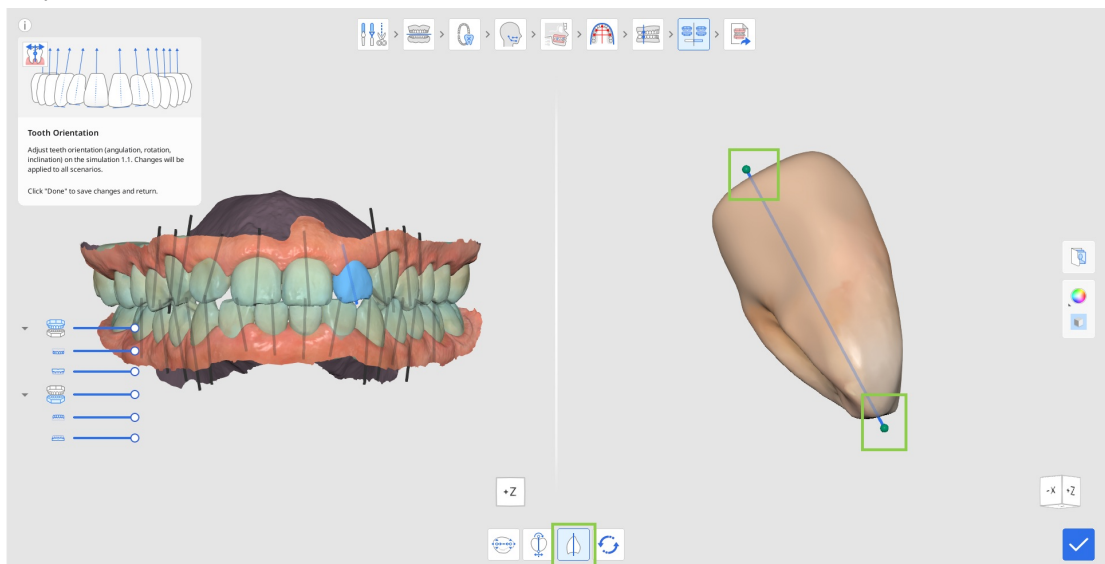 Tooth Orientation
Adjust teeth orientation (angulation, rotation,
inclination) on the simulation 1.1. Changes will be
applied to all scenarios.
Click "Done" to save changes and return.
+Z
-X +Z